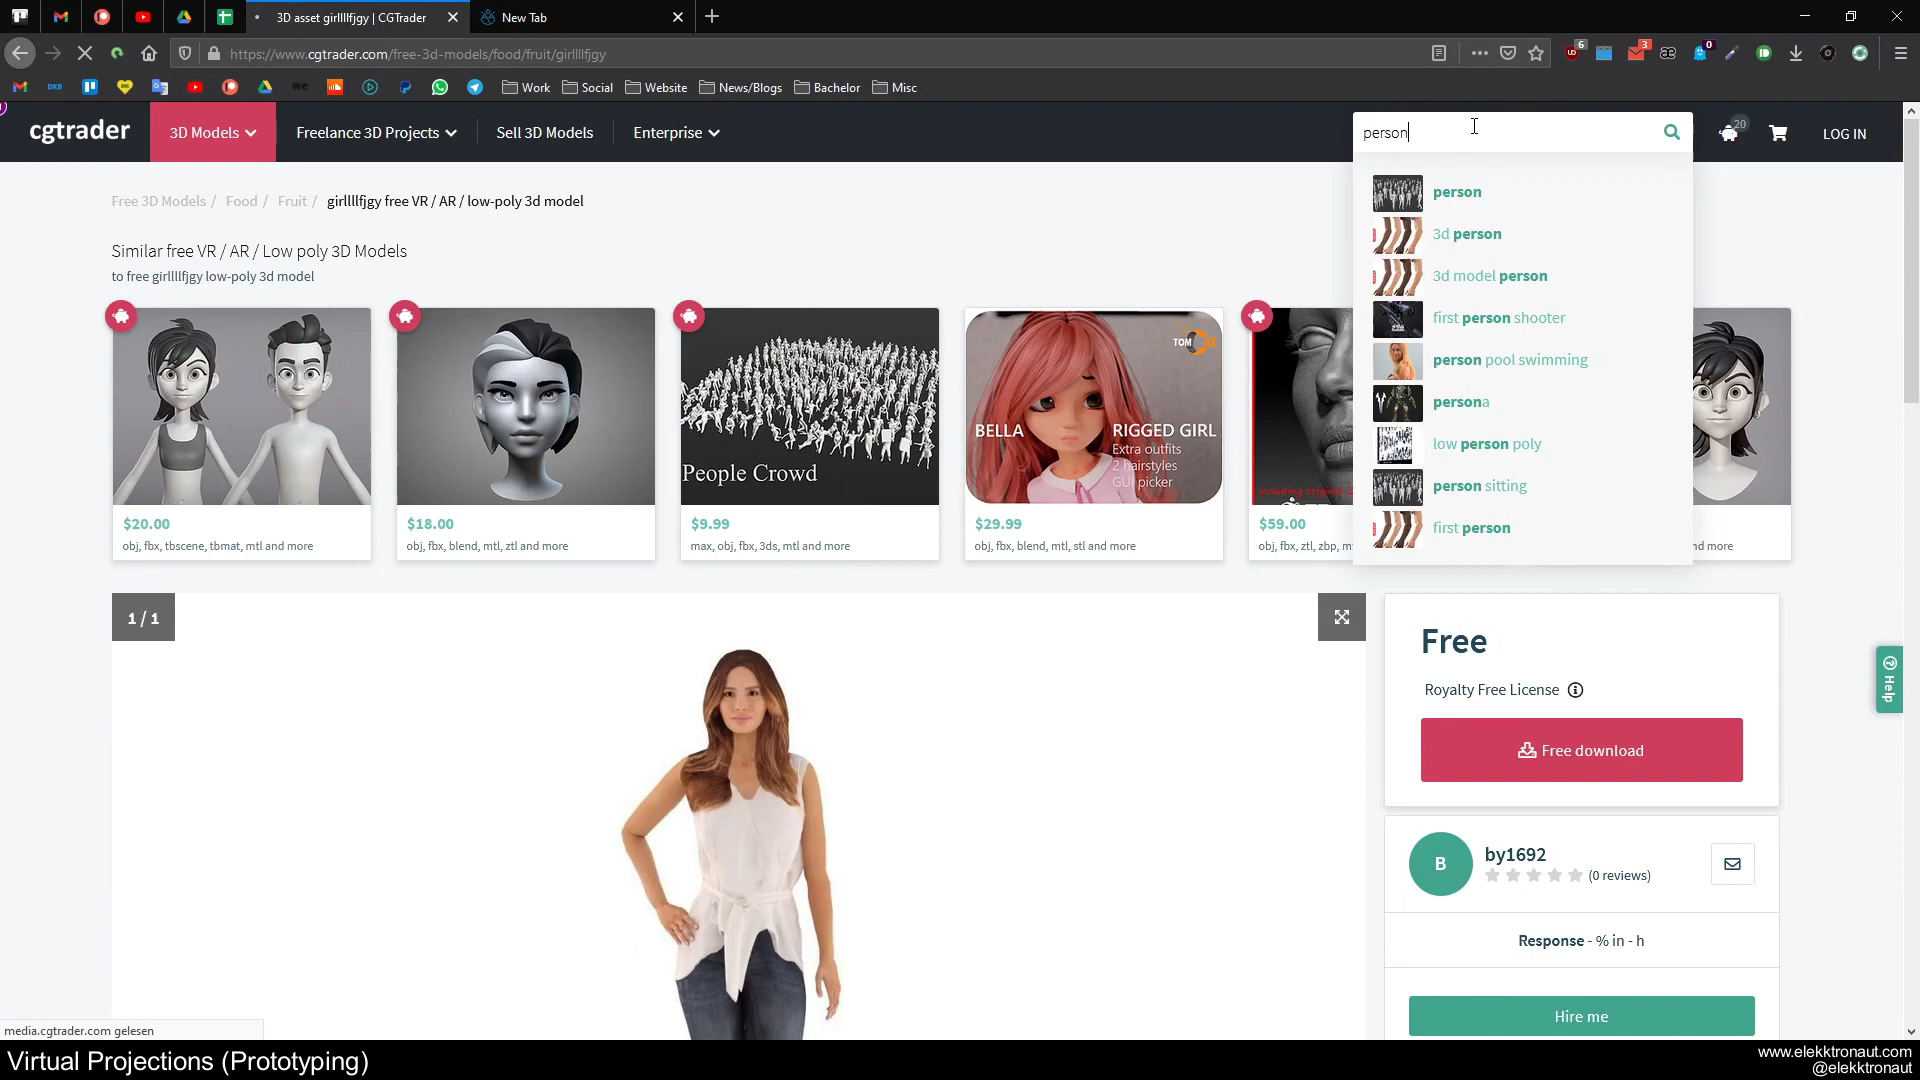 3D asset girllllfjgy | CGTrader
New Tab
https://www.cgtrader.com/free-3d-models/food/fruit/girllllfjgy
6
3
0
DKB
Work
Social
Website
News/Blogs
Bachelor
Misc
cgtrader
3D Models
Freelance 3D Projects
Sell 3D Models
Enterprise
person
20
LOG IN
Free 3D Models / Food / Fruit / girllllfjgy free VR / AR / low-poly 3d model
person
3d person
3d model person
first person shooter
person pool swimming
persona
low person poly
person sitting
first person
Similar free VR / AR / Low poly 3D Models
to free girllllfjgy low-poly 3d model
People Crowd
TOM
BELLA
RIGGED GIRL
Extra outfits
2 hairstyles
GUI picker
$20.00
obj, fbx, tbscene, tbmat, mtl and more
$18.00
obj, fbx, blend, mtl, ztl and more
$9.99
max, obj, fbx, 3ds, mtl and more
$29.99
obj, fbx, blend, mtl, stl and more
$59.00
obj, fbx, ztl, zbp, m
nd more
1 / 1
Free
Royalty Free License
Free download
Help
B
by1692
(0 reviews)
Response - % in - h
Hire me
media.cgtrader.com gelesen
Virtual Projections (Prototyping)
www.elekktronaut.com
@elekktronaut